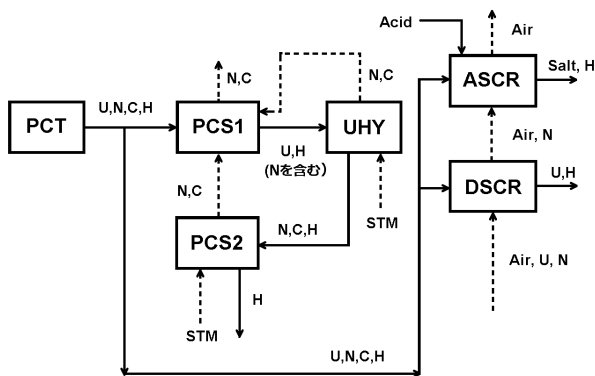 Acid
Air
N,C
N,C
ASCR
Salt, H
PCT
U,N,C,H
PCS1
UHY
U,H
(Nを含む)
Air, N
N,C
DSCR
U,H
STM
PCS2
N,C,H
Air, U, N
H
STM
U,N,C,H